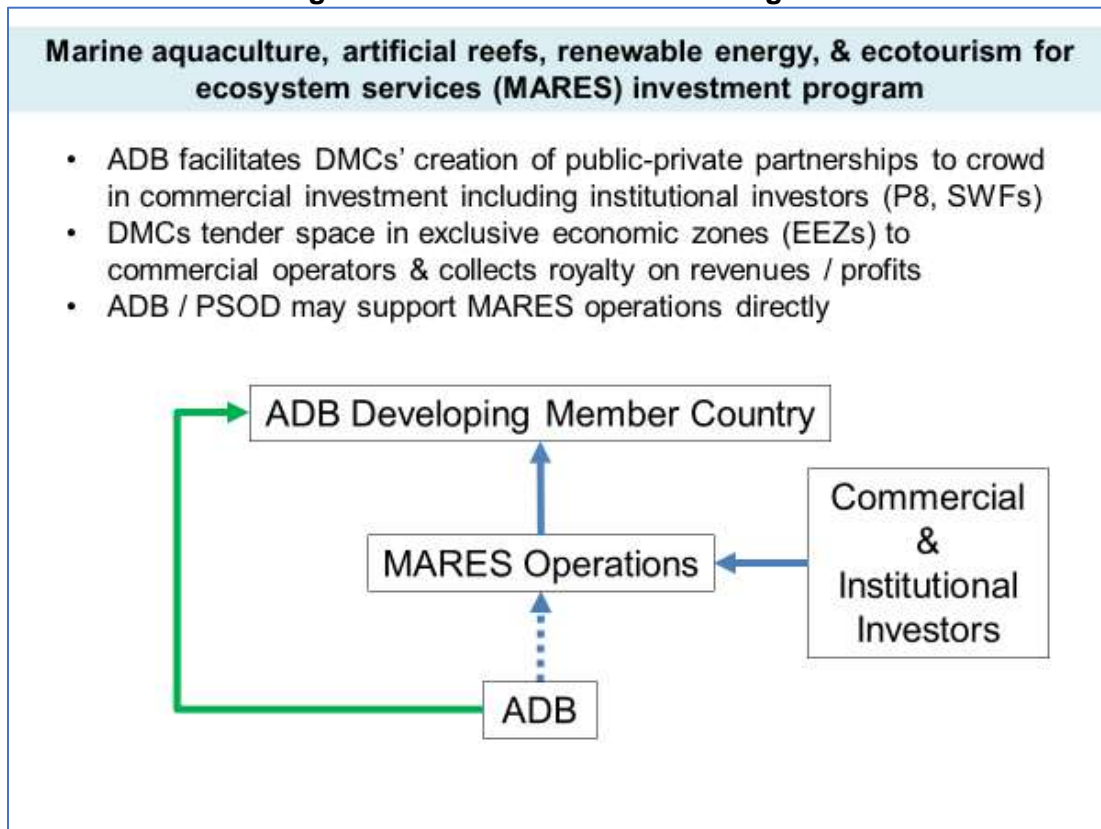 Marine aquaculture, artificial reefs, renewable energy, & ecotourism for
ecosystem services (MARES) investment program
• ADB facilitates DMCs' creation of public-private partnerships to crowd
in commercial investment including institutional investors (P8, SWFs)
• DMCs tender space in exclusive economic zones (EEZs) to
commercial operators & collects royalty on revenues / profits
• ADB / PSOD may support MARES operations directly
ADB Developing Member Country
Commercial
&
Institutional
Investors
MARES Operations
ADB